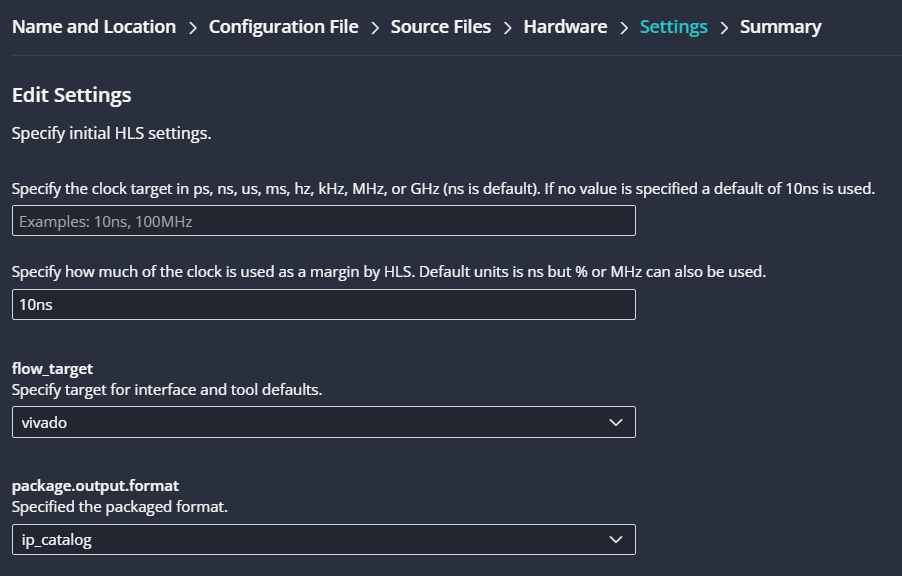 Name and Location > Configuration File > Source Files > Hardware > Settings > Summary
Edit Settings
Specify initial HLS settings.
Specify the clock target in ps, ns, us, ms, hz, kHz, MHz, or GHz (ns is default). If no value is specified a default of 10ns is used.
Examples: 10ns, 100MHz
Specify how much of the clock is used as a margin by HLS. Default units is ns but % or MHz can also be used.
10ns
flow_target
Specify target for interface and tool defaults.
vivado
package.output.format
Specified the packaged format.
ip_catalog